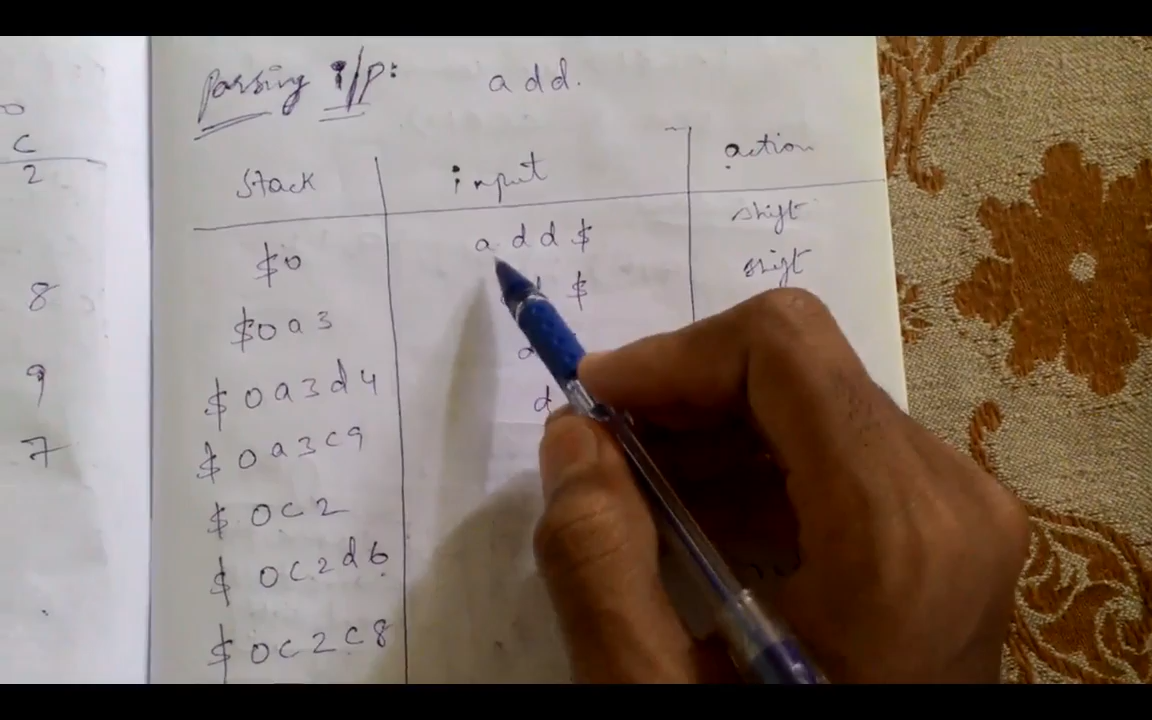 0
C
2
8
9
7
Parsing I/P: add.
Stack input action
$0 add$ shift
$0a3 $ shift
$0a3d4
$0a3C9 d
$0C2
$0C2d6
$0C2C8